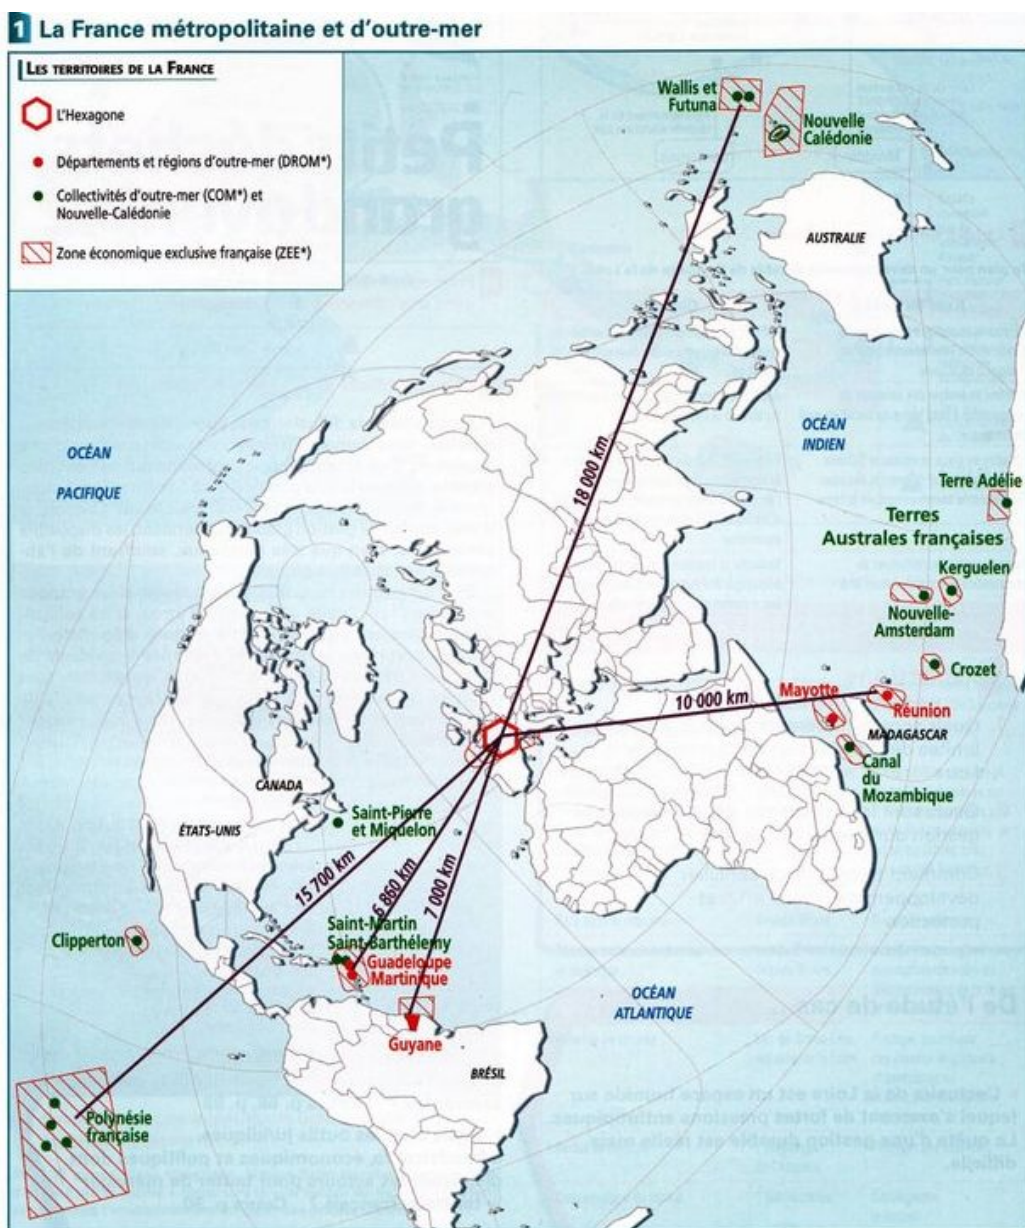 1 La France métropolitaine et d'outre-mer
LES TERRITOIRES DE LA FRANCE
L'Hexagone
Départements et régions d'outre-mer (DROM*)
Collectivités d'outre-mer (COM*) et
Nouvelle-Calédonie
Zone économique exclusive française (ZEE*)
Wallis et
Futuna
Nouvelle
Calédonie
AUSTRALIE
OCÉAN
PACIFIQUE
OCÉAN
INDIEN
18 000 km
Terre Adélie
Terres
Australes françaises
Kerguelen
Nouvelle-
Amsterdam
Crozet
Mayotte
Réunion
10 000 km
MADAGASCAR
Canal
du
Mozambique
CANADA
ÉTATS-UNIS
Saint-Pierre
et Miquelon
15 700 km
6 860 km
7 000 km
Clipperton
Saint-Martin
Saint-Barthélemy
Guadeloupe
Martinique
Guyane
OCÉAN
ATLANTIQUE
BRÉSIL
Polynésie
française